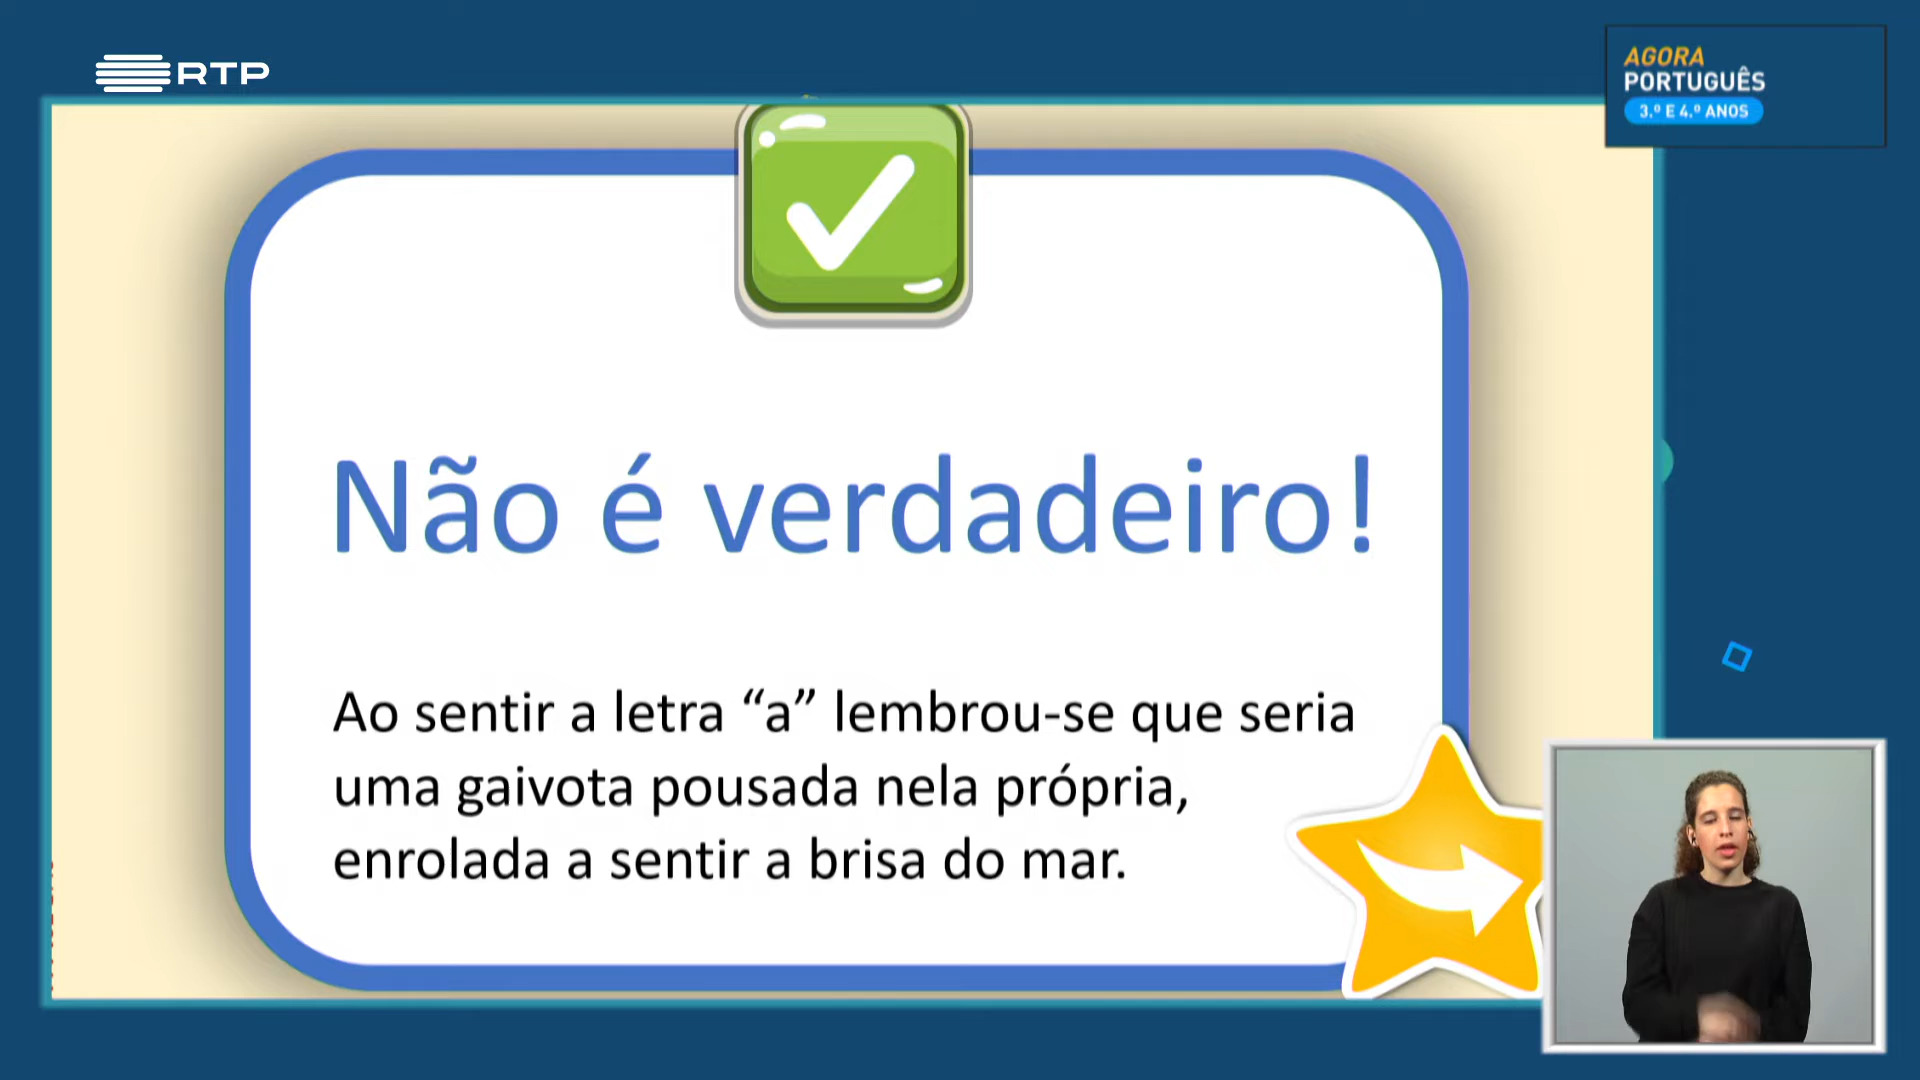 RTP
AGORA
PORTUGUÊS
3.º E 4.º ANOS
Não é verdadeiro!
Ao sentir a letra “a” lembrou-se que seria
uma gaivota pousada nela própria,
enrolada a sentir a brisa do mar.